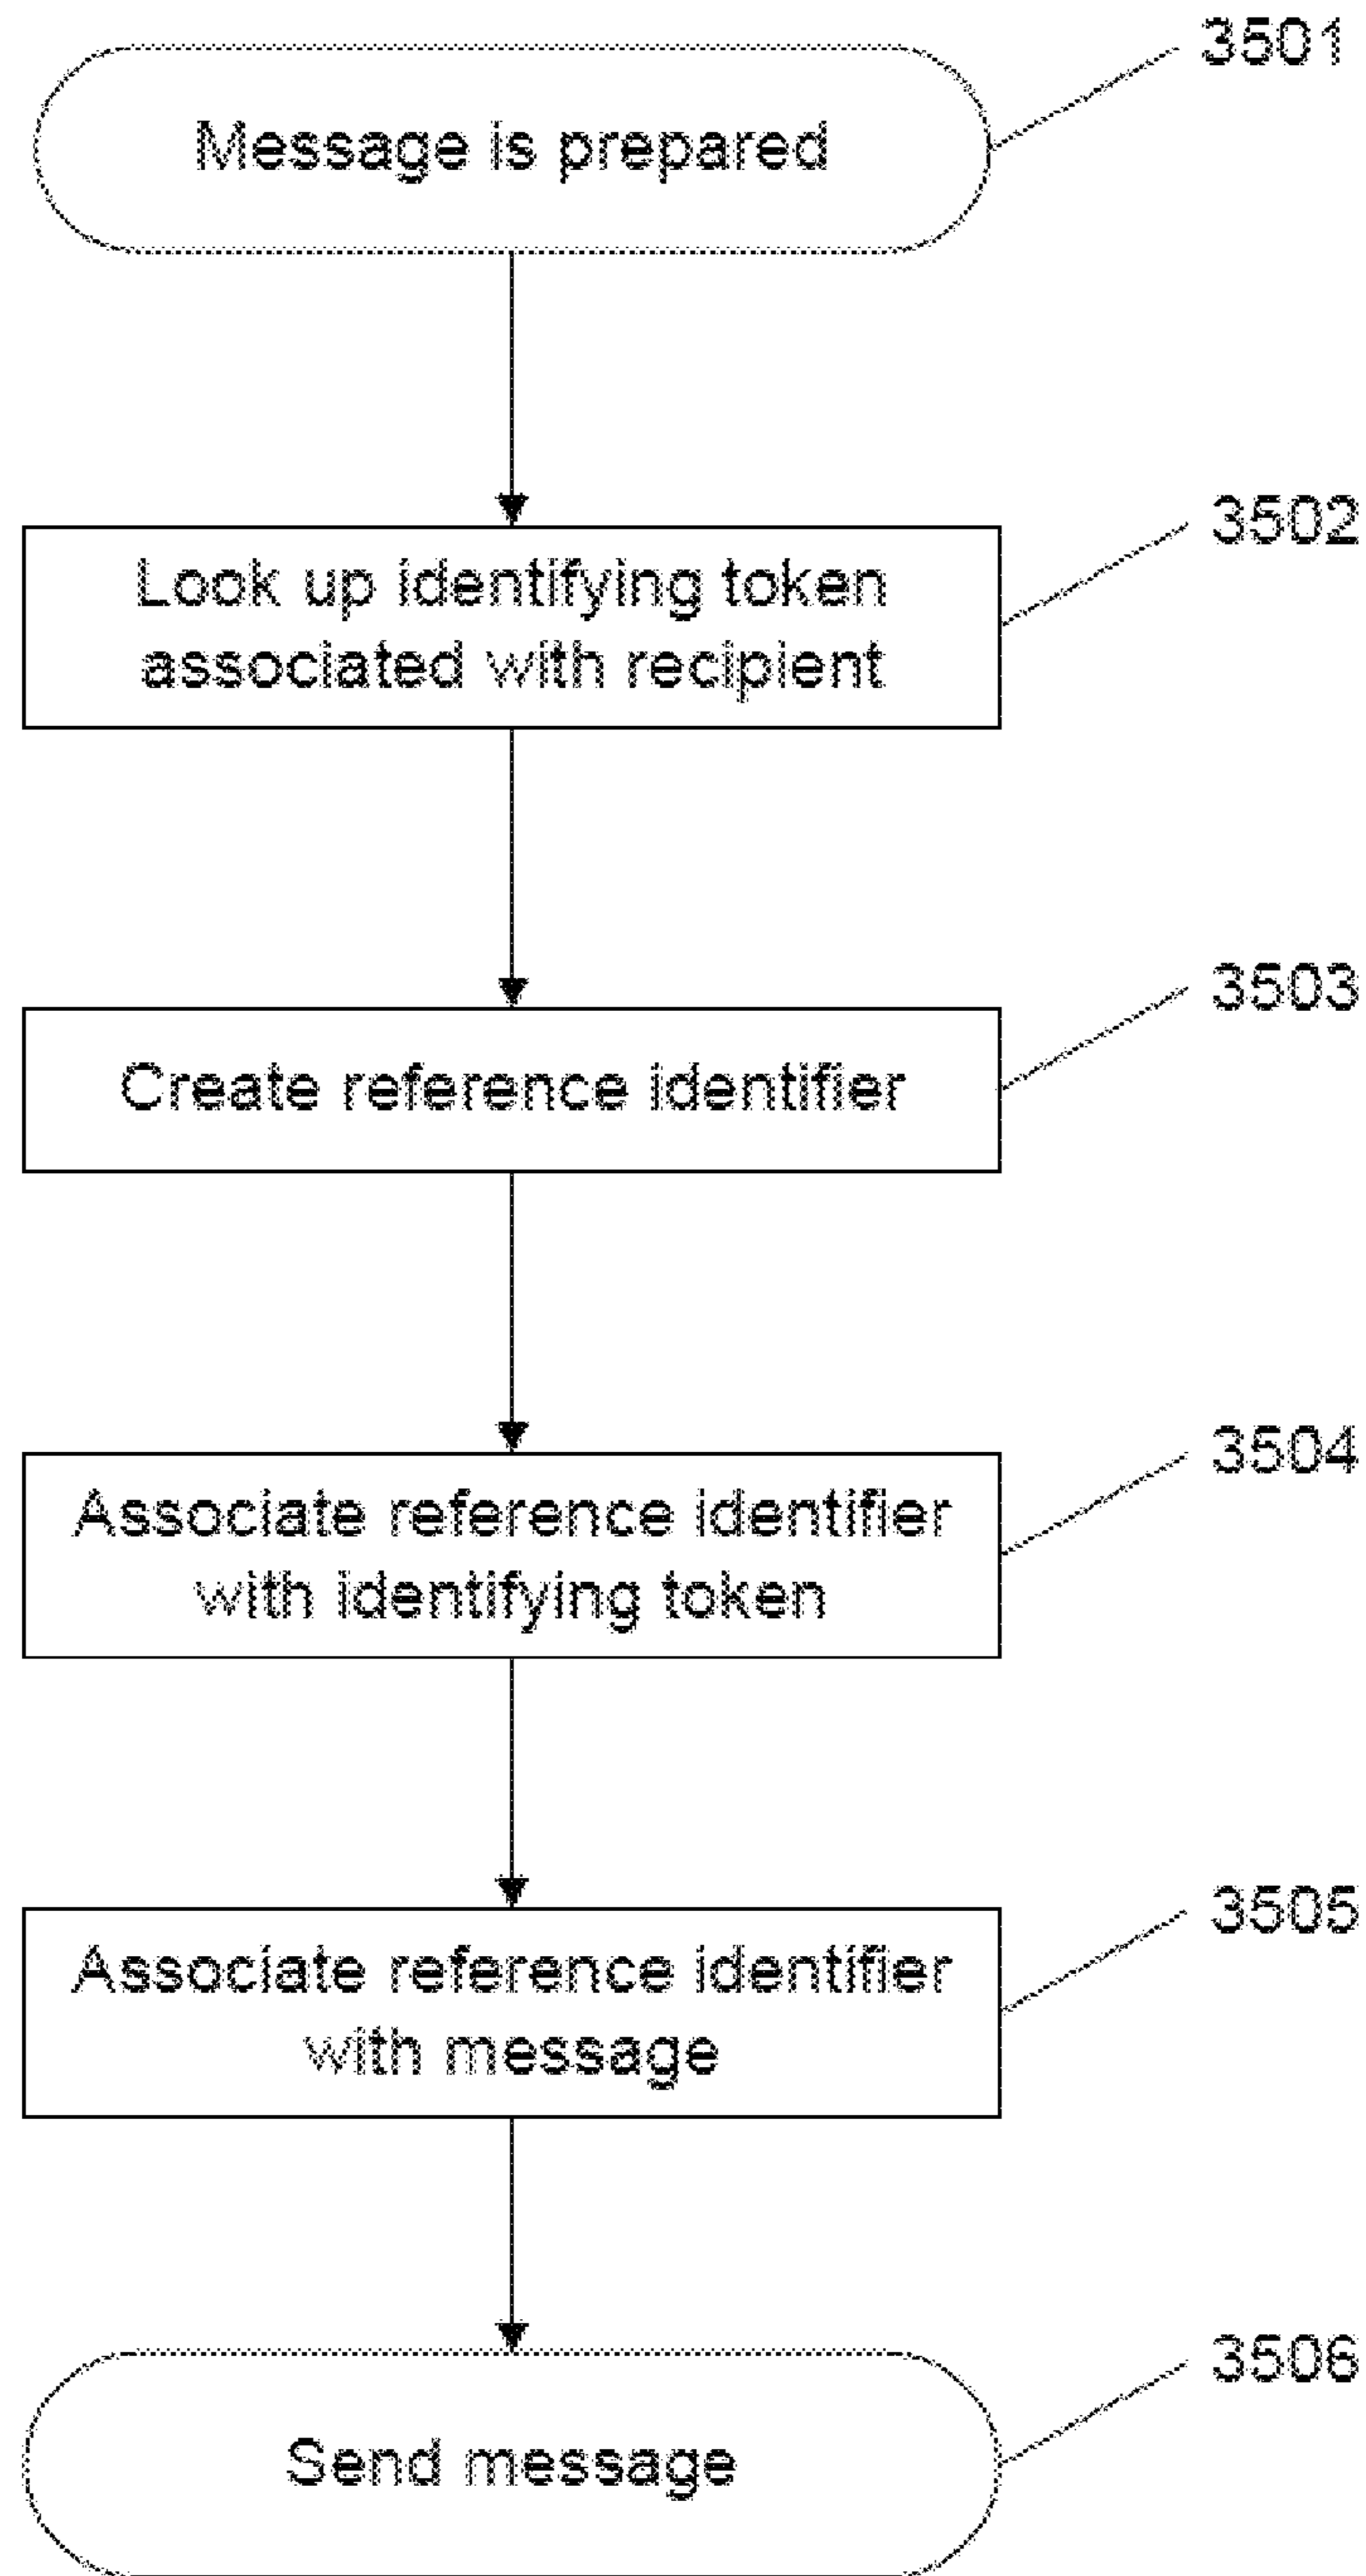 3501
Message is prepared
3502
Look up identifying token
associated with recipient
3503
Create reference identifier
3504
Associate reference identifier
with identifying token
3505
Associate reference identifier
with message
3506
Send message